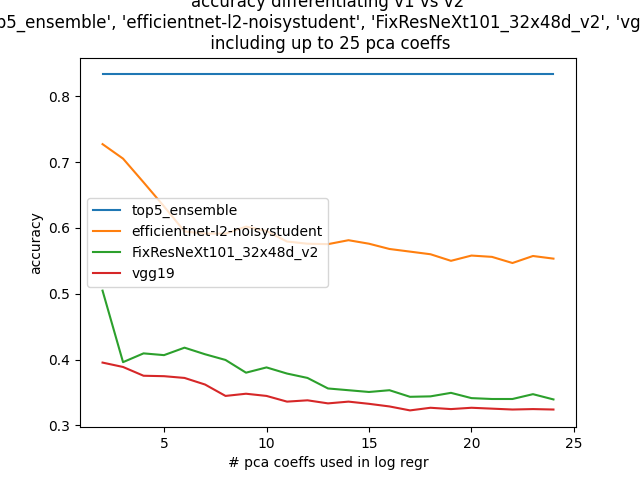 accuracy differentiating v1 vs v2
p5_ensemble', 'efficientnet-l2-noisystudent', 'FixResNeXt101_32x48d_v2', 'vg
including up to 25 pca coeffs
0.8
0.7
0.6
0.5
0.4
0.3
accuracy
top5_ensemble
efficientnet-l2-noisystudent
FixResNeXt101_32x48d_v2
vgg19
5
10
15
20
25
# pca coeffs used in log regr